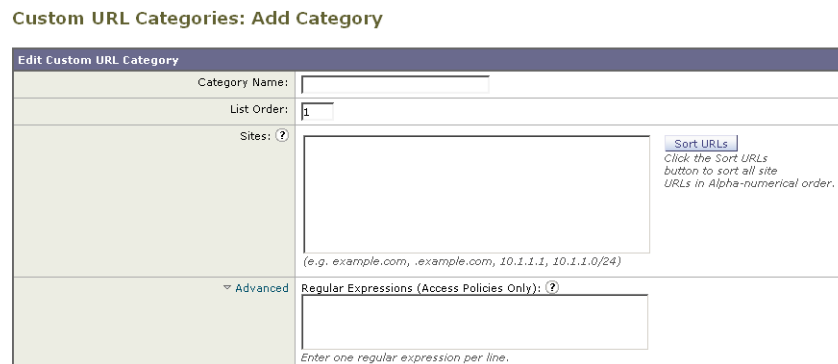 Custom URL Categories: Add Category
Edit Custom URL Category
Category Name:
List Order: 1
Sites: ?
Sort URLs
Click the Sort URLs
button to sort all site
URLs in Alpha-numerical order.
(e.g. example.com, .example.com, 10.1.1.1, 10.1.1.0/24)
Advanced
Regular Expressions (Access Policies Only): ?
Enter one regular expression per line.